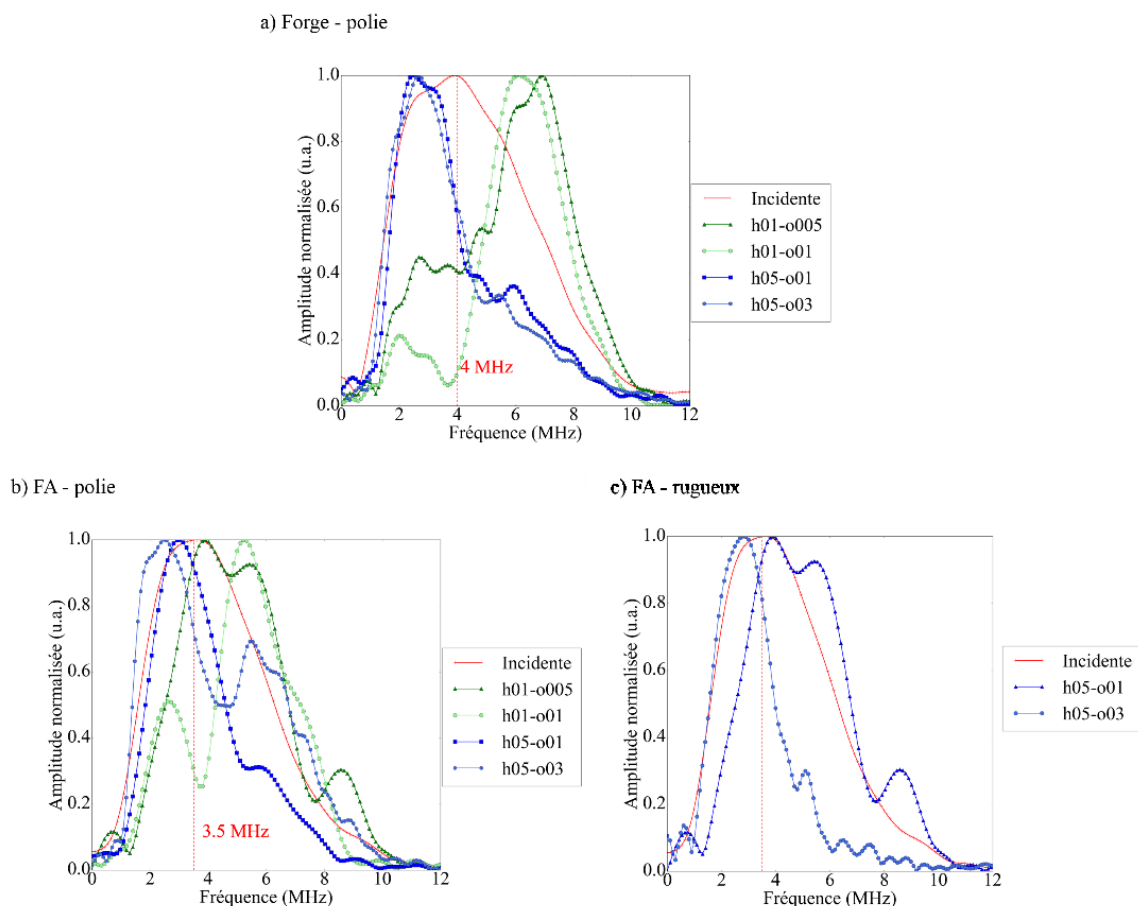 a) Forge - polie
1.0
0.8
0.6
0.4
0.2
0.0
Amplitude normalisée (u.a.)
4 MHz
0 2 4 6 8 10 12
Fréquence (MHz)
Incidente
h01-o005
h01-o01
h05-o01
h05-o03
b) FA - polie
1.0
0.8
0.6
0.4
0.2
0.0
Amplitude normalisée (u.a.)
3.5 MHz
0 2 4 6 8 10 12
Fréquence (MHz)
Incidente
h01-o005
h01-o01
h05-o01
h05-o03
c) FA - rugueux
1.0
0.8
0.6
0.4
0.2
0.0
Amplitude normalisée (u.a.)
0 2 4 6 8 10 12
Fréquence (MHz)
Incidente
h05-o01
h05-o03